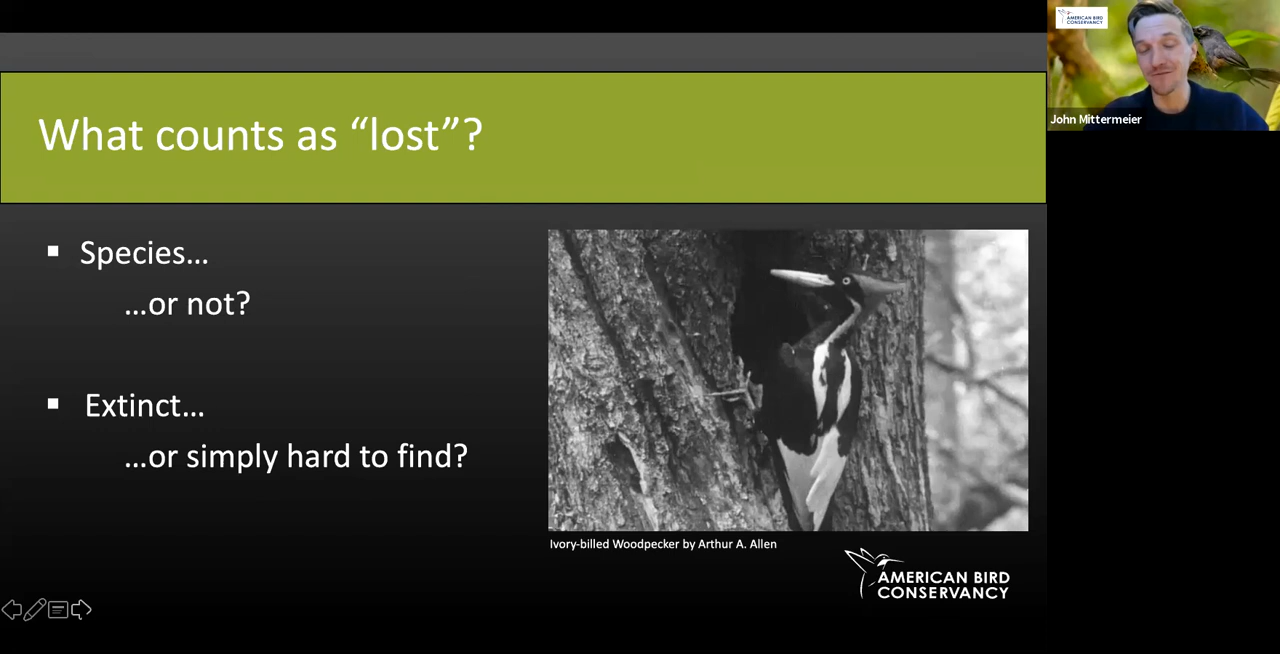 What counts as “lost”?
▪ Species…
…or not?
▪ Extinct…
…or simply hard to find?
Ivory-billed Woodpecker by Arthur A. Allen
AMERICAN BIRD
CONSERVANCY
AMERICAN BIRD
CONSERVANCY
John Mittermeier